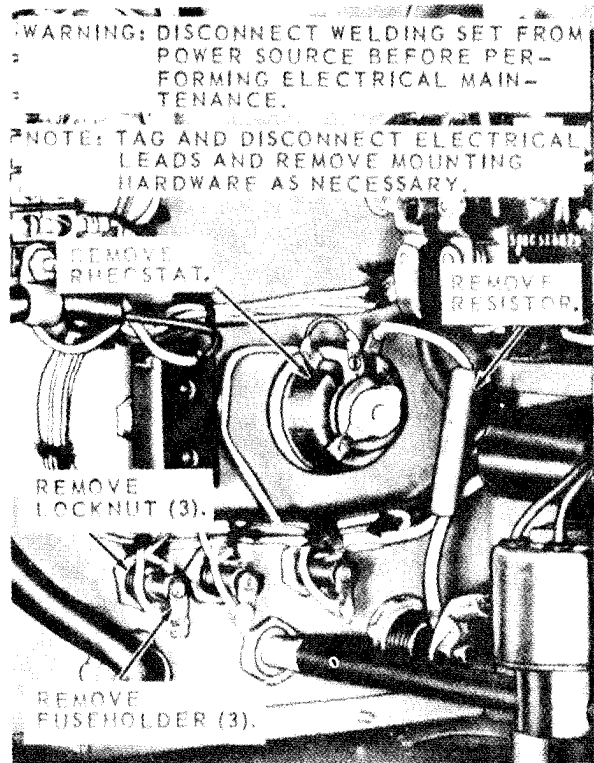 WARNING: DISCONNECT WELDING SET FROM
POWER SOURCE BEFORE PER-
FORMING ELECTRICAL MAIN-
TENANCE.
NOTE: TAG AND DISCONNECT ELECTRICAL
LEADS AND REMOVE MOUNTING
HARDWARE AS NECESSARY.
REMOVE
RHEOSTAT.
REMOVE
RESISTOR.
REMOVE
LOCKNUT (3).
REMOVE
FUSEHOLDER (3).